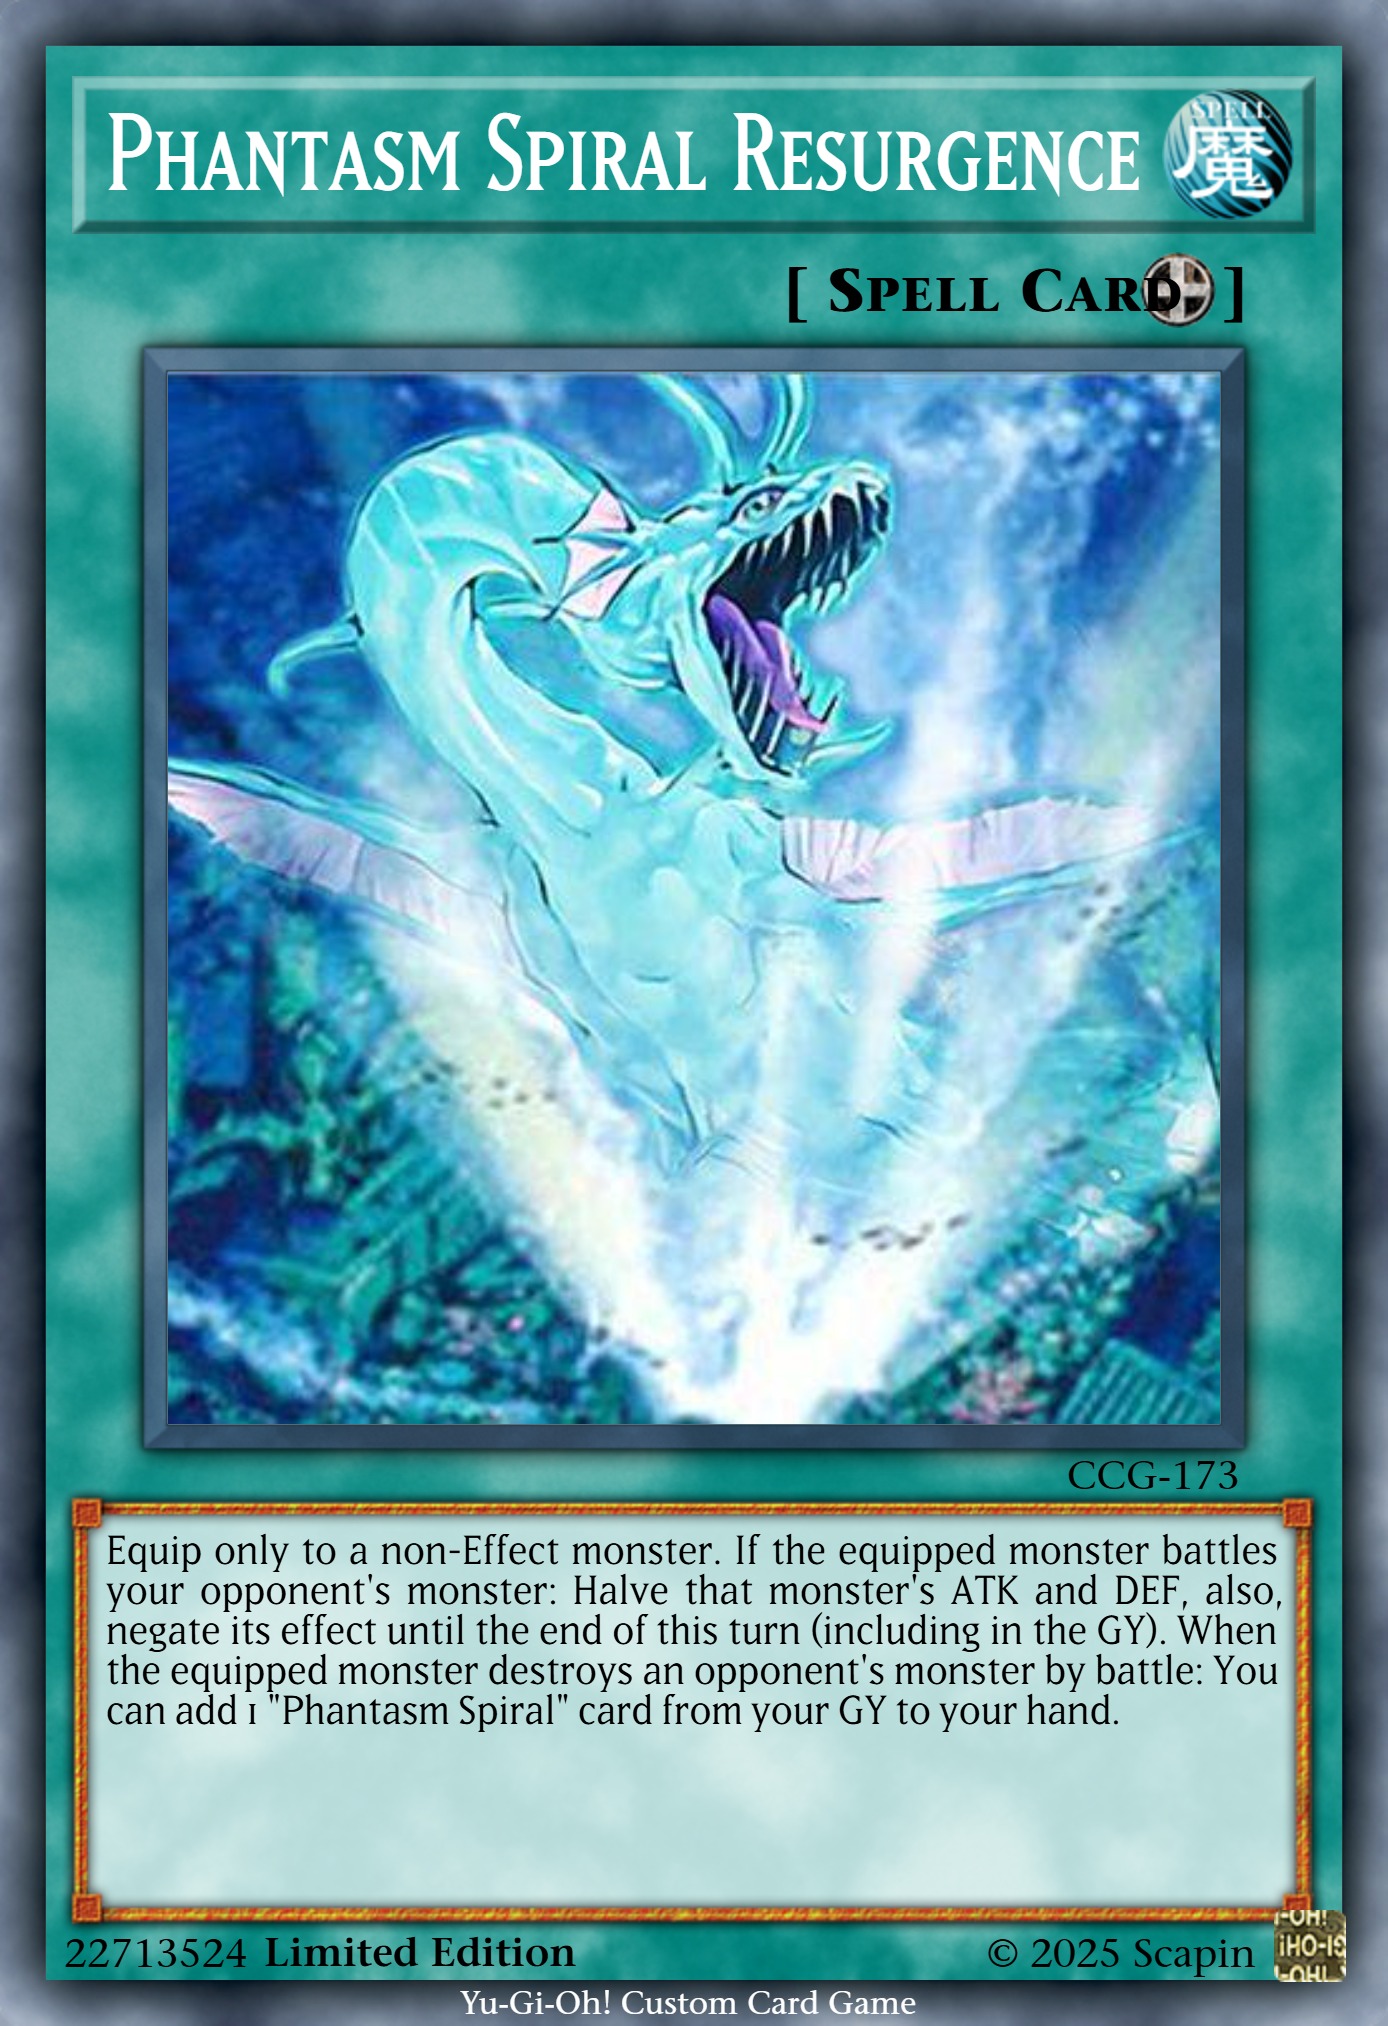 PHANTASM SPIRAL RESURGENCE
SPELL
魔
[ SPELL CARD ]
CCG-173
Equip only to a non-Effect monster. If the equipped monster battles
your opponent's monster: Halve that monster's ATK and DEF, also,
negate its effect until the end of this turn (including in the GY). When
the equipped monster destroys an opponent's monster by battle: You
can add 1 "Phantasm Spiral" card from your GY to your hand.
22713524 Limited Edition
© 2025 Scapin
Yu-Gi-Oh! Custom Card Game